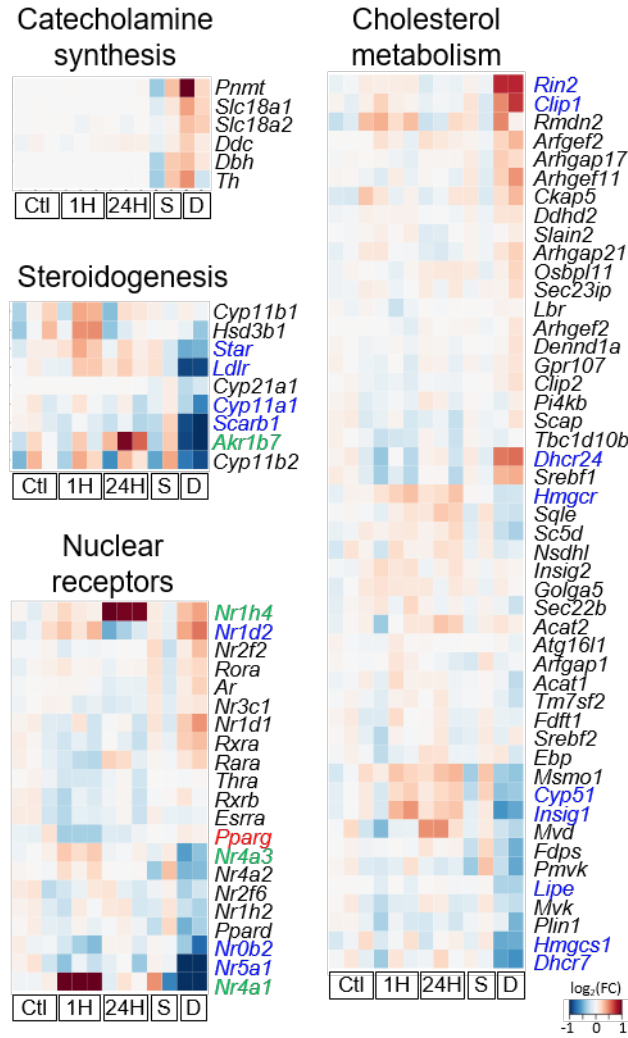 Catecholamine
synthesis
Pnmt
Slc18a1
Slc18a2
Ddc
Dbh
Th
Ctl 1H 24H S D
Steroidogenesis
Cyp11b1
Hsd3b1
Star
Ldlr
Cyp21a1
Cyp11a1
Scarb1
Akr1b7
Cyp11b2
Ctl 1H 24H S D
Nuclear
receptors
Nr1h4
Nr1d2
Nr2f2
Rora
Ar
Nr3c1
Nr1d1
Rxra
Rara
Thra
Rxrb
Esrra
Pparg
Nr4a3
Nr4a2
Nr2f6
Nr1h2
Ppard
Nr0b2
Nr5a1
Nr4a1
Ctl 1H 24H S D
Cholesterol
metabolism
Rin2
Clip1
Rmdn2
Arfgef2
Arhgap17
Arhgef11
Ckap5
Ddhd2
Slain2
Arhgap21
Osbpl11
Sec23ip
Lbr
Arhgef2
Dennd1a
Gpr107
Clip2
Pi4kb
Scap
Tbc1d10b
Dhcr24
Srebf1
Hmgcr
Sqle
Sc5d
Nsdhl
Insig2
Golga5
Sec22b
Acat2
Atg16l1
Arfgap1
Acat1
Tm7sf2
Fdft1
Srebf2
Ebp
Msmo1
Cyp51
Insig1
Mvd
Fdps
Pmvk
Lipe
Mvk
Plin1
Hmgcs1
Dhcr7
Ctl 1H 24H S D
log2(FC)
-1 0 1